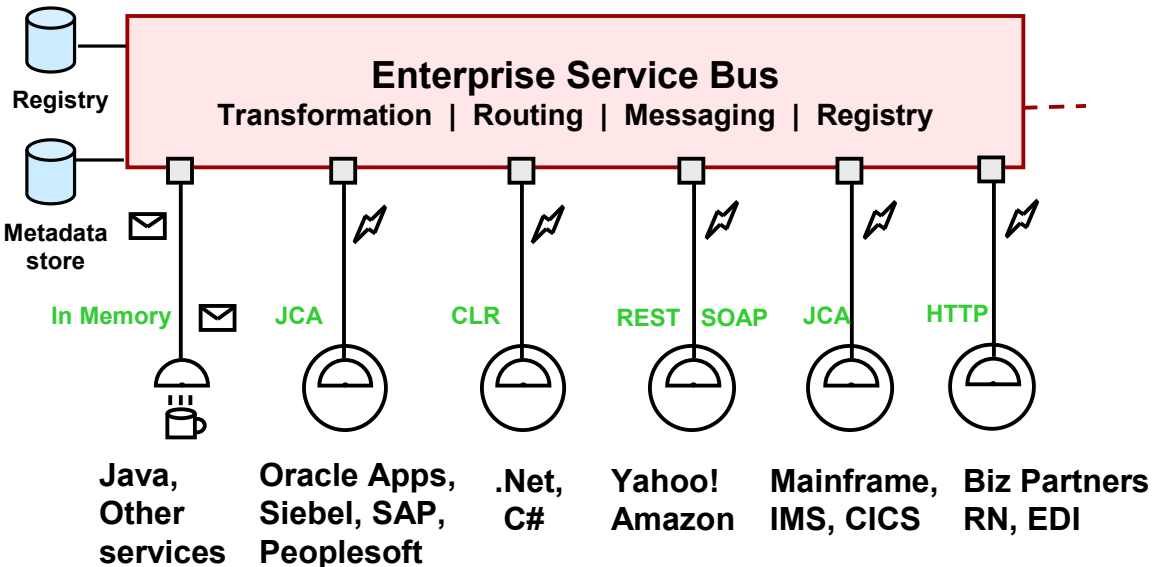 Enterprise Service Bus
Transformation | Routing | Messaging | Registry
Registry
Metadata
store
In Memory
JCA
CLR
REST
SOAP
JCA
HTTP
Java,
Other
services
Oracle Apps,
Siebel, SAP,
Peoplesoft
.Net,
C#
Yahoo!
Amazon
Mainframe,
IMS, CICS
Biz Partners
RN, EDI